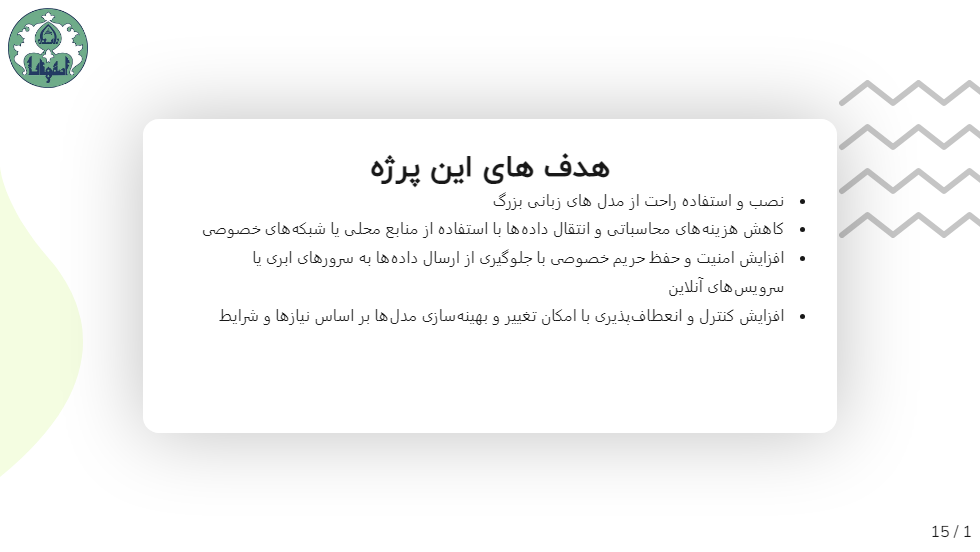 هدف های این پرژه
نصب و استفاده راحت از مدل های زبانی بزرگ
کاهش هزینه‌های محاسباتی و انتقال داده‌ها با استفاده از منابع محلی یا شبکه‌های خصوصی
افزایش امنیت و حفظ حریم خصوصی با جلوگیری از ارسال داده‌ها به سرورهای ابری یا
سرویس‌های آنلاین
افزایش کنترل و انعطاف‌پذیری با امکان تغییر و بهینه‌سازی مدل‌ها بر اساس نیازها و شرایط
15 / 1